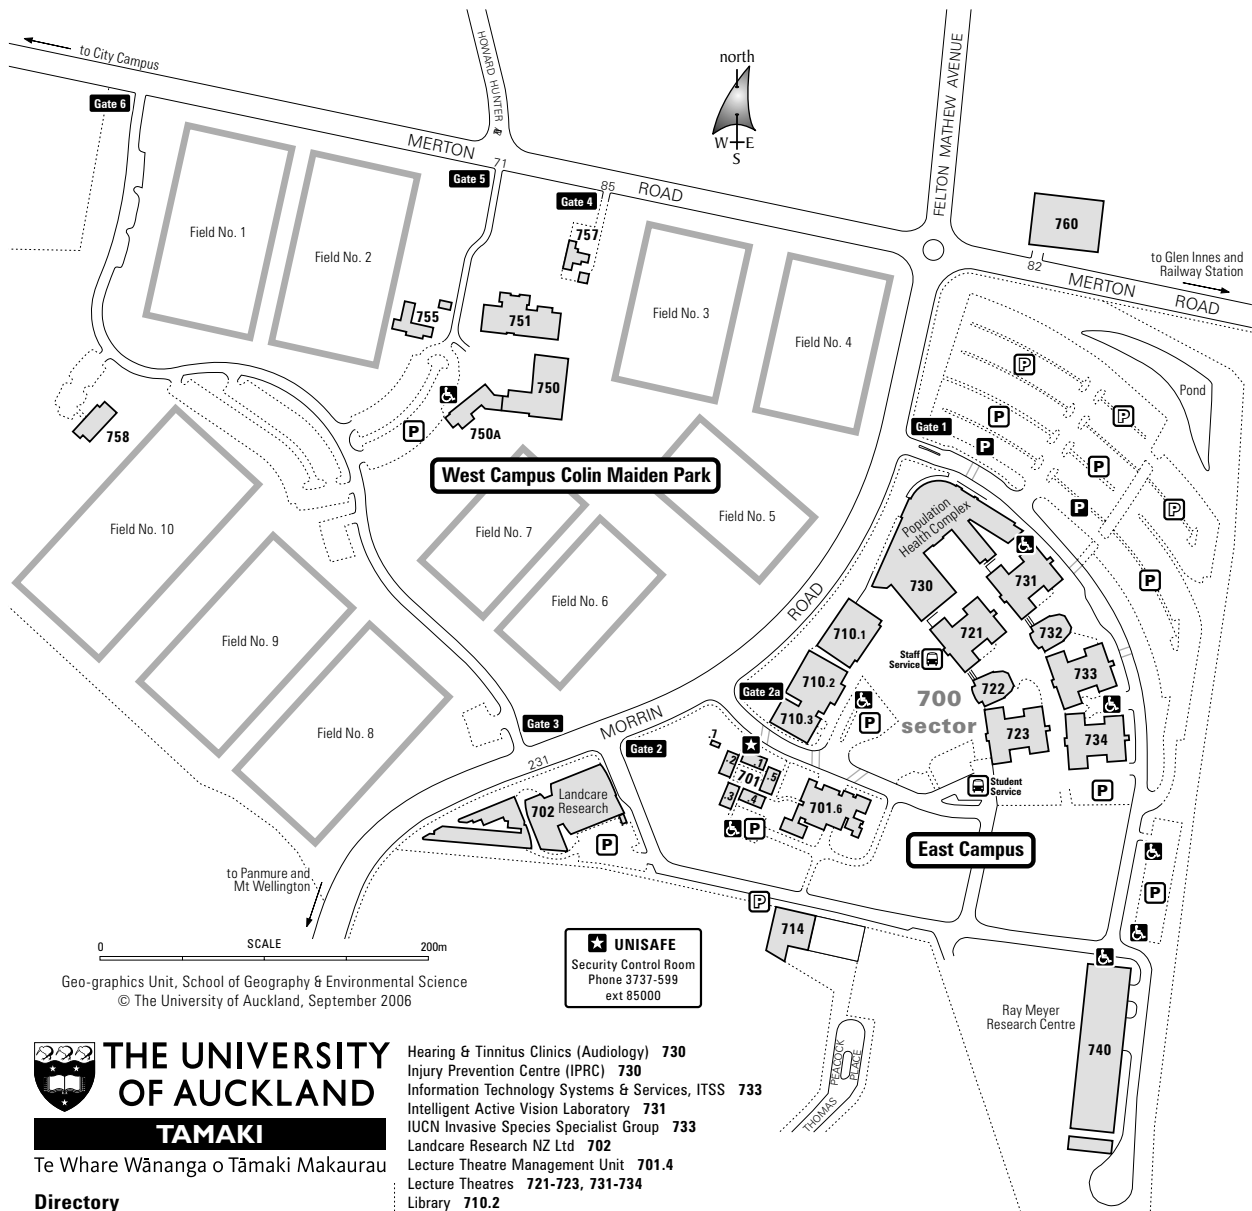 to City Campus
HOWARD HUNTER
FELTON MATHEW AVENUE
north
W E
S
Gate 6
MERTON
71
Gate 5
85
ROAD
Gate 4
757
760
82
to Glen Innes and
Railway Station
MERTON
ROAD
Field No. 1
Field No. 2
755
751
Field No. 3
Field No. 4
750
P
Pond
758
P
750A
Gate 1
P
P
P
West Campus Colin Maiden Park
P
P
P
Field No. 10
Field No. 7
Field No. 5
Population
Health Complex
730
731
P
Field No. 6
ROAD
710.1
721
732
Field No. 9
Staff
Service
710.2
722
733
Gate 2a
700
sector
P
710.3
723
734
Field No. 8
Gate 3
MORRIN
Gate 2
231
.1
.2
.1
701
.5
.3
.4
Student
Service
P
702
Landcare
Research
701.6
P
P
East Campus
to Panmure and
Mt Wellington
P
P
714
0
SCALE
200m
UNISAFE
Security Control Room
Phone 3737-599
ext 85000
Geo-graphics Unit, School of Geography & Environmental Science
© The University of Auckland, September 2006
Ray Meyer
Research Centre
740
THOMAS
PEACOCK
PLACE
THE UNIVERSITY
OF AUCKLAND
TAMAKI
Te Whare Wānanga o Tāmaki Makaurau
Directory
Hearing & Tinnitus Clinics (Audiology) 730
Injury Prevention Centre (IPRC) 730
Information Technology Systems & Services, ITSS 733
Intelligent Active Vision Laboratory 731
IUCN Invasive Species Specialist Group 733
Landcare Research NZ Ltd 702
Lecture Theatre Management Unit 701.4
Lecture Theatres 721-723, 731-734
Library 710.2